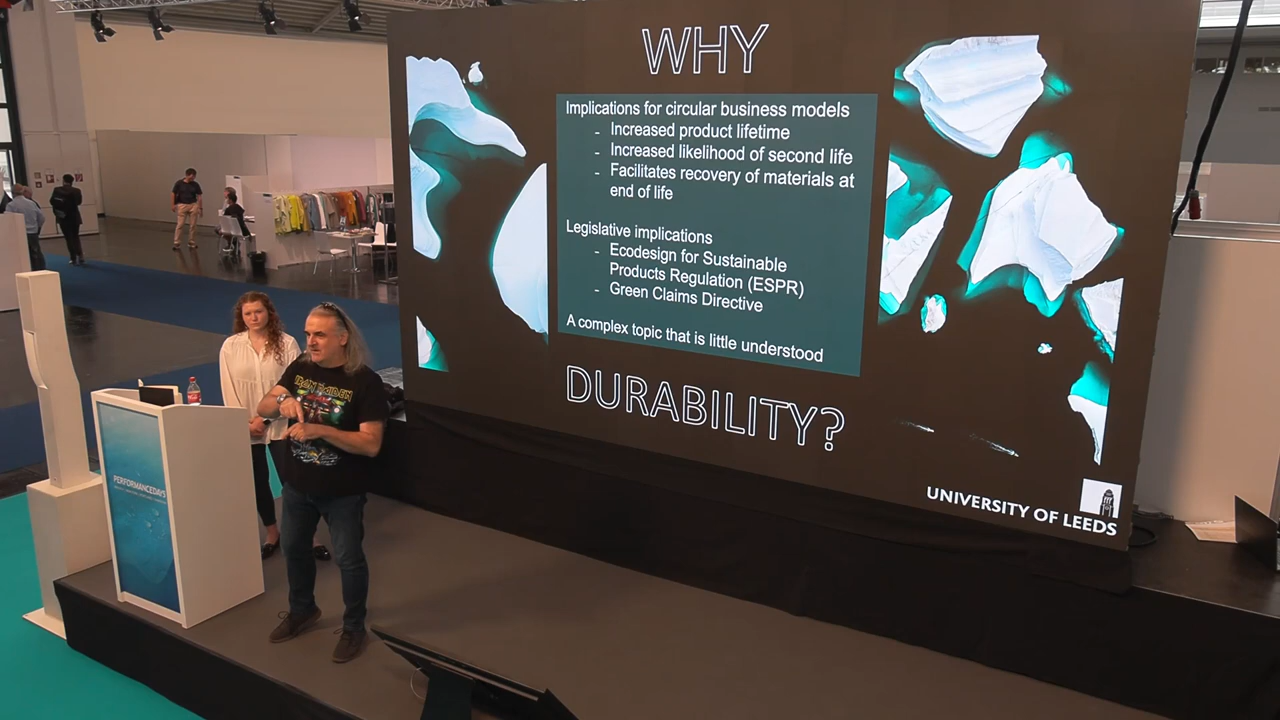 WHY
Implications for circular business models
- Increased product lifetime
- Increased likelihood of second life
- Facilitates recovery of materials at
end of life
Legislative implications
- Ecodesign for Sustainable
Products Regulation (ESPR)
- Green Claims Directive
A complex topic that is little understood
DURABILITY?
UNIVERSITY OF LEEDS
IRON MAIDEN
PERFORMANCEDAYS